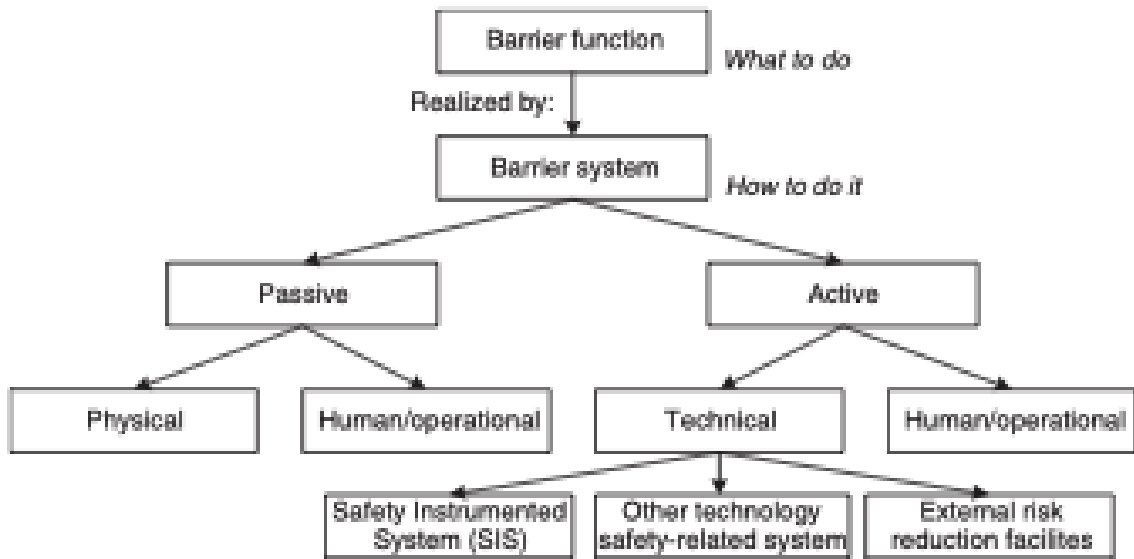 Barrier function
What to do
Realized by:
Barrier system
How to do it
Passive
Active
Physical
Human/operational
Technical
Human/operational
Safety Instrumented
System (SIS)
Other technology
safety-related system
External risk
reduction facilites